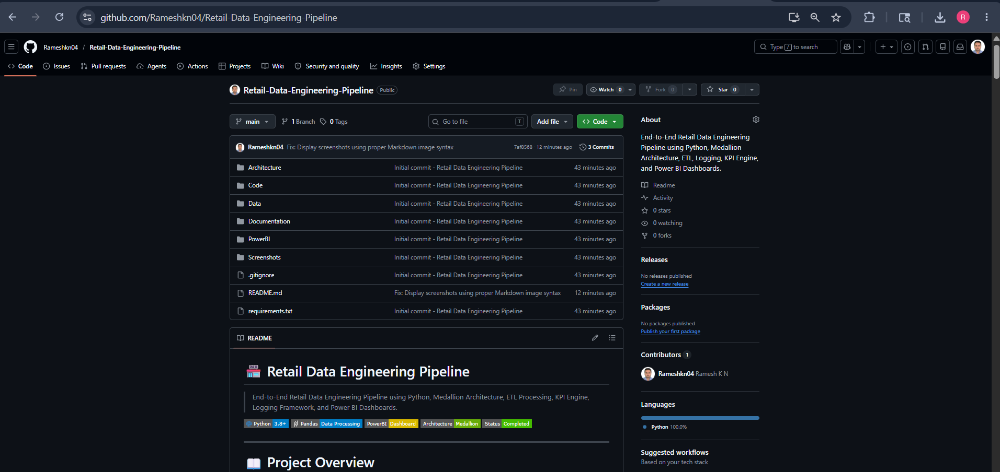 github.com/Rameshkn04/Retail-Data-Engineering-Pipeline
R
Rameshkn04 / Retail-Data-Engineering-Pipeline
Type / to search
Code Issues Pull requests Agents Actions Projects Wiki Security and quality Insights Settings
Retail-Data-Engineering-Pipeline Public
Pin Watch 0 Fork 0 Star 0
main 1 Branch 0 Tags Go to file T Add file Code
Rameshkn04 Fix: Display screenshots using proper Markdown image syntax 7af8568 · 12 minutes ago 3 Commits
Architecture Initial commit - Retail Data Engineering Pipeline 43 minutes ago
Code Initial commit - Retail Data Engineering Pipeline 43 minutes ago
Data Initial commit - Retail Data Engineering Pipeline 43 minutes ago
Documentation Initial commit - Retail Data Engineering Pipeline 43 minutes ago
PowerBI Initial commit - Retail Data Engineering Pipeline 43 minutes ago
Screenshots Initial commit - Retail Data Engineering Pipeline 43 minutes ago
.gitignore Initial commit - Retail Data Engineering Pipeline 43 minutes ago
README.md Fix: Display screenshots using proper Markdown image syntax 12 minutes ago
requirements.txt Initial commit - Retail Data Engineering Pipeline 43 minutes ago
README
24H Retail Data Engineering Pipeline
End-to-End Retail Data Engineering Pipeline using Python, Medallion Architecture, ETL Processing, KPI Engine,
Logging Framework, and Power BI Dashboards.
Python 3.8+ Pandas Data Processing PowerBI Dashboard Architecture Medallion Status Completed
Project Overview
About
End-to-End Retail Data Engineering
Pipeline using Python, Medallion
Architecture, ETL, Logging, KPI Engine,
and Power BI Dashboards.
Readme
Activity
0 stars
0 watching
0 forks
Releases
No releases published
Create a new release
Packages
No packages published
Publish your first package
Contributors 1
Rameshkn04 Ramesh K N
Languages
Python 100.0%
Suggested workflows
Based on your tech stack